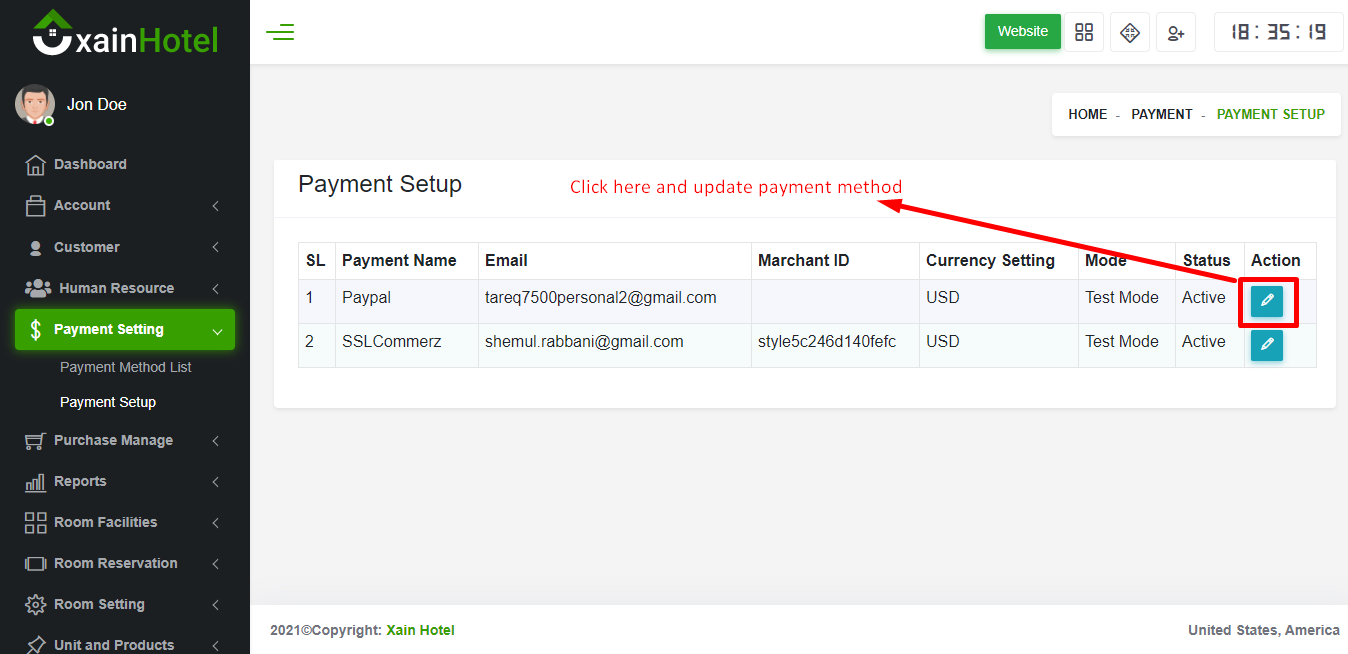 xainHotel
Website
18:35:19
Jon Doe
HOME - PAYMENT - PAYMENT SETUP
Dashboard
Account
Customer
Human Resource
Payment Setting
Payment Method List
Payment Setup
Purchase Manage
Reports
Room Facilities
Room Reservation
Room Setting
Unit and Products
Payment Setup
Click here and update payment method
SL Payment Name Email Marchant ID Currency Setting Mode Status Action
1 Paypal tareq7500personal2@gmail.com USD Test Mode Active
2 SSLCommerz shemul.rabbani@gmail.com style5c246d140fefc USD Test Mode Active
2021©Copyright: Xain Hotel
United States, America